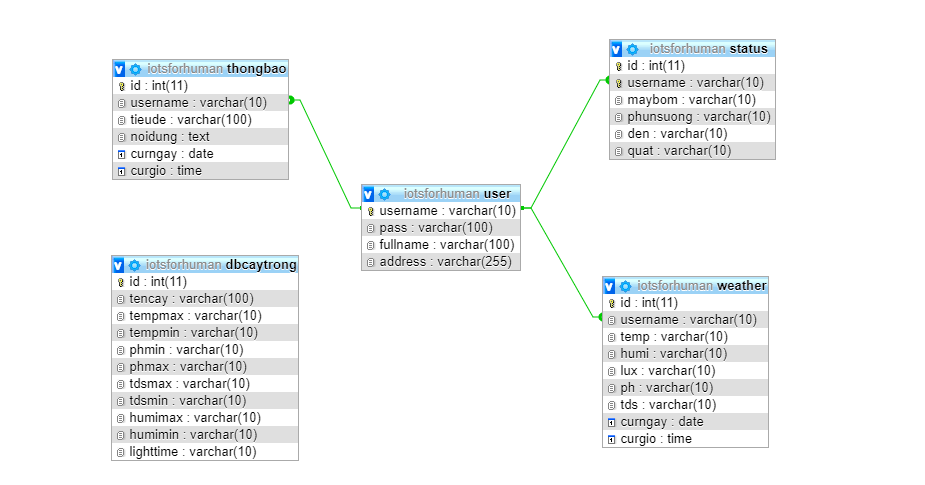 iotsforhuman thongbao
id : int(11)
username : varchar(10)
tieude : varchar(100)
noidung : text
curngay : date
curgio : time
iotsforhuman status
id : int(11)
username : varchar(10)
maybom : varchar(10)
phunsuong : varchar(10)
den : varchar(10)
quat : varchar(10)
iotsforhuman user
username : varchar(10)
pass : varchar(100)
fullname : varchar(100)
address : varchar(255)
iotsforhuman dbcaytrong
id : int(11)
tencay : varchar(100)
tempmax : varchar(10)
tempmin : varchar(10)
phmin : varchar(10)
phmax : varchar(10)
tdsmax : varchar(10)
tdsmin : varchar(10)
humimax : varchar(10)
humimin : varchar(10)
lighttime : varchar(10)
iotsforhuman weather
id : int(11)
username : varchar(10)
temp : varchar(10)
humi : varchar(10)
lux : varchar(10)
ph : varchar(10)
tds : varchar(10)
curngay : date
curgio : time